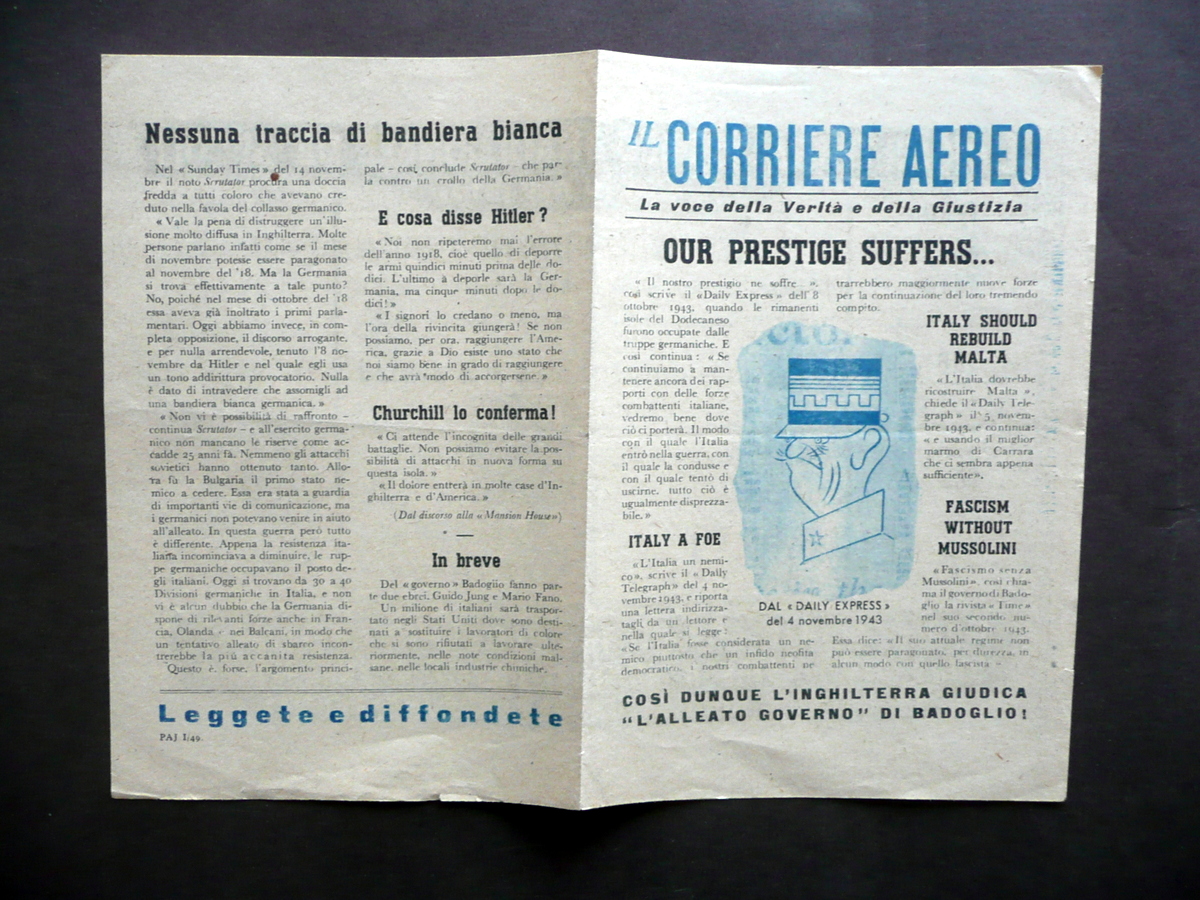 Nessuna traccia di bandiera bianca
Nel « Sunday Times » del 14 novem-
bre il noto Scrutator procura una doccia
fredda a tutti coloro che avevano cre-
duto nella favola del collasso germanico.
« Vale la pena di distruggere un'illu-
sione molto diffusa in Inghilterra. Molte
persone parlano infatti come se il mese
di novembre potesse essere paragonato
al novembre del '18. Ma la Germania
si trova effettivamente a tale punto?
No, poiché nel mese di ottobre del '18
essa aveva già inoltrato i primi parla-
mentari. Oggi abbiamo invece, in com-
pleta opposizione, il discorso arrogante,
e per nulla arrendevole, tenuto l'8 no-
vembre da Hitler e nel quale egli usa
un tono addirittura provocatorio. Nulla
è dato di intravedere che assomigli ad
una bandiera bianca germanica. »
« Non vi è possibilità di raffronto –
continua Scrutator – e all'esercito germa-
nico non mancano le riserve come ac-
cadde 25 anni fà. Nemmeno gli attacchi
sovietici hanno ottenuto tanto. Allo-
ra fù la Bulgaria il primo stato ne-
mico a cedere. Essa era stata a guardia
di importanti vie di comunicazione, ma
i germanici non potevano venire in aiuto
all'alleato. In questa guerra però tutto
è differente. Appena la resistenza ita-
liana incominciava a diminuire, le rup-
pe germaniche occupavano il posto de-
gli italiani. Oggi si trovano da 30 a 40
Divisioni germaniche in Italia, e non
vi è alcun dubbio che la Germania di-
spone di rilevanti forze anche in Fran-
cia, Olanda e nei Balcani, in modo che
un tentativo alleato di sbarco incon-
trerebbe la più accanita resistenza.
Questo è, forse, l'argomento princi-
pale – cosí conclude Scrutator – che par-
la contro un crollo della Germania. »
E cosa disse Hitler ?
« Noi non ripeteremo mai l'errore
dell'anno 1918, cioè quello di deporre
le armi quindici minuti prima delle do-
dici. L'ultimo à deporle sarà la Ger-
mania, ma cinque minuti dopo le do-
dici! »
« I signori lo credano o meno, ma
l'ora della rivincita giungerà! Se non
possiamo, per ora, raggiungere l'Ame-
rica, grazie a Dio esiste uno stato che
noi siamo bene in grado di raggiungere
e che avrà modo di accorgersene. »
Churchill lo conferma!
« Ci attende l'incognita delle grandi
battaglie. Non possiamo evitare la pos-
sibilità di attacchi in nuova forma su
questa isola. »
« Il dolore entrerà in molte case d'In-
ghilterra e d'America. »
(Dal discorso alla « Mansion House »)
In breve
Del « governo » Badoglio fanno par-
te due ebrei, Guido Jung e Mario Fano.
Un milione di italiani sarà traspor-
tato negli Stati Uniti dove sono desti-
nati a sostituire i lavoratori di colore
che si sono rifiutati a lavorare ulte-
riormente, nelle note condizioni mal-
sane, nelle locali industrie chimiche.
Leggete e diffondete
PAJ I/49.
IL CORRIERE AEREO
La voce della Verità e della Giustizia
OUR PRESTIGE SUFFERS...
« Il nostro prestigio ne soffre ...»,
così scrive il «Daily Express» dell' 8
ottobre 1943, quando le rimanenti
isole del Dodecaneso
furono occupate dalle
truppe germaniche. E
cosí continua: « Se
continuiamo a man-
tenere ancora dei rap-
porti con delle forze
combattenti italiane,
vedremo bene dove
ciò ci porterà. Il modo
con il quale l'Italia
entrò nella guerra, con
il quale la condusse e
con il quale tentò di
uscirne, tutto ciò è
ugualmente disprezza-
bile. »
ITALY A FOE
«L'Italia un nemi-
co», scrive il «Daily
Telegraph» del 4 no-
vembre 1943, e riporta
una lettera indirizza-
tagli da un lettore e
nella quale si legge:
«Se l'Italia fosse considerata un ne-
mico piuttosto che un infido neofita
democratico, i nostri combattenti ne
trarrebbero maggiormente nuove forze
per la continuazione del loro tremendo
compito.
DAL « DAILY EXPRESS »
del 4 novembre 1943
ITALY SHOULD
REBUILD
MALTA
«L'Italia dovrebbe
ricostruire Malta »,
chiede il «Daily Tele-
graph» il 5 novem-
bre 1943, e continua:
« e usando il miglior
marmo di Carrara
che ci sembra appena
sufficiente».
FASCISM
WITHOUT
MUSSOLINI
«Fascismo senza
Mussolini», così chia-
ma il governo di Bado-
glio la rivista «Time»
nel suo secondo nu-
mero d'ottobre 1943.
Essa dice: «Il suo attuale regime non
può essere paragonato, per durezza, in
alcun modo con quello fascista –
COSÌ DUNQUE L'INGHILTERRA GIUDICA
"L'ALLEATO GOVERNO" DI BADOGLIO!